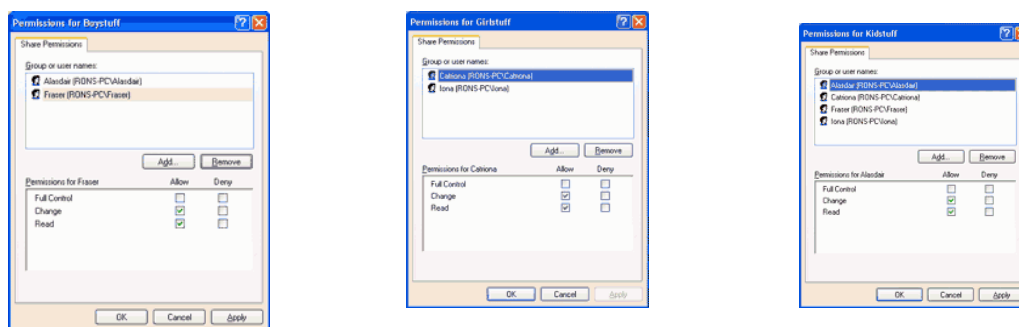 Permissions for Boystuff
Share Permissions
Group or user names:
Alasdair (RONS-PC\Alasdair)
Fraser (RONS-PC\Fraser)
Add... Remove
Permissions for Fraser Allow Deny
Full Control
Change
Read
OK Cancel Apply
Permissions for Girlstuff
Share Permissions
Group or user names:
Catriona (RONS-PC\Catriona)
Iona (RONS-PC\Iona)
Add... Remove
Permissions for Catriona Allow Deny
Full Control
Change
Read
OK Cancel Apply
Permissions for Kidstuff
Share Permissions
Group or user names:
Alasdair (RONS-PC\Alasdair)
Catriona (RONS-PC\Catriona)
Fraser (RONS-PC\Fraser)
Iona (RONS-PC\Iona)
Add... Remove
Permissions for Alasdair Allow Deny
Full Control
Change
Read
OK Cancel Apply